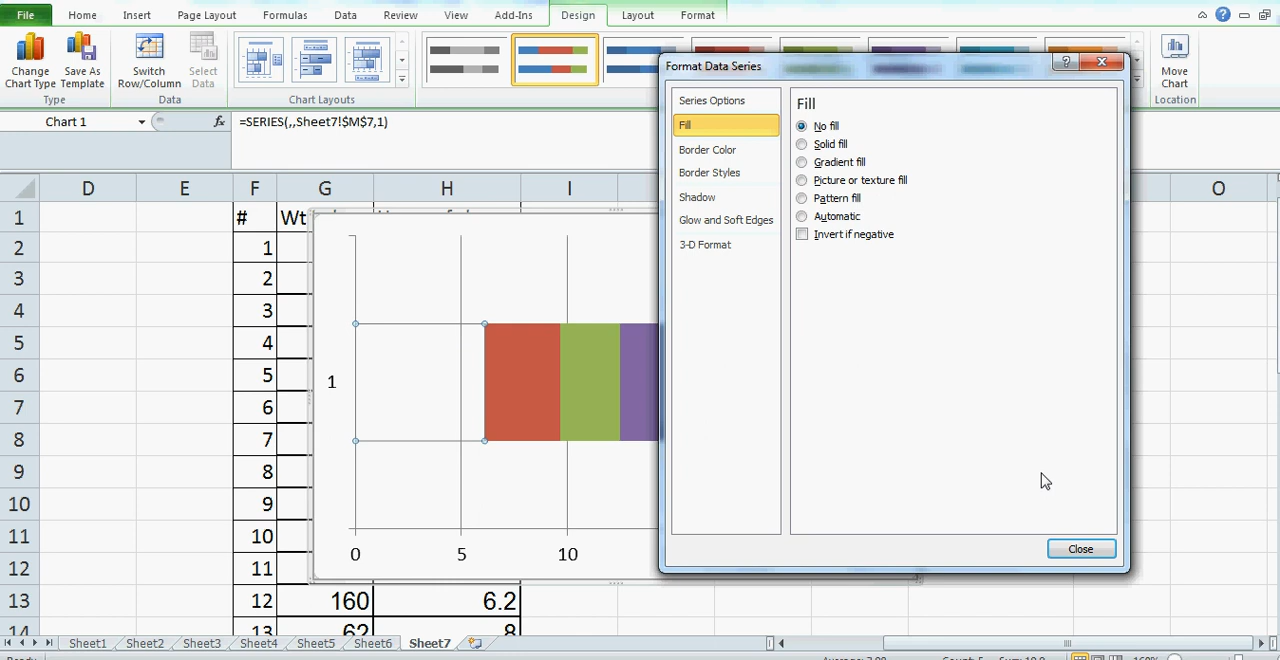 File Home Insert Page Layout Formulas Data Review View Add-Ins Design Layout Format
Change Chart Type
Save As Template
Switch Row/Column
Select Data
Move Chart
Type Data Chart Layouts Location
Chart 1 fx =SERIES(,,Sheet7!$M$7,1)
D E F G H I O
1 # Wt
2 1
3 2
4 3
5 4
6 5
7 6
8 7
9 8
10 9
11 10
12 11
13 12 160 6.2
14 13 62 8
1
0 5 10
Format Data Series
Series Options
Fill
Border Color
Border Styles
Shadow
Glow and Soft Edges
3-D Format
Fill
No fill
Solid fill
Gradient fill
Picture or texture fill
Pattern fill
Automatic
Invert if negative
Close
Sheet1 Sheet2 Sheet3 Sheet4 Sheet5 Sheet6 Sheet7